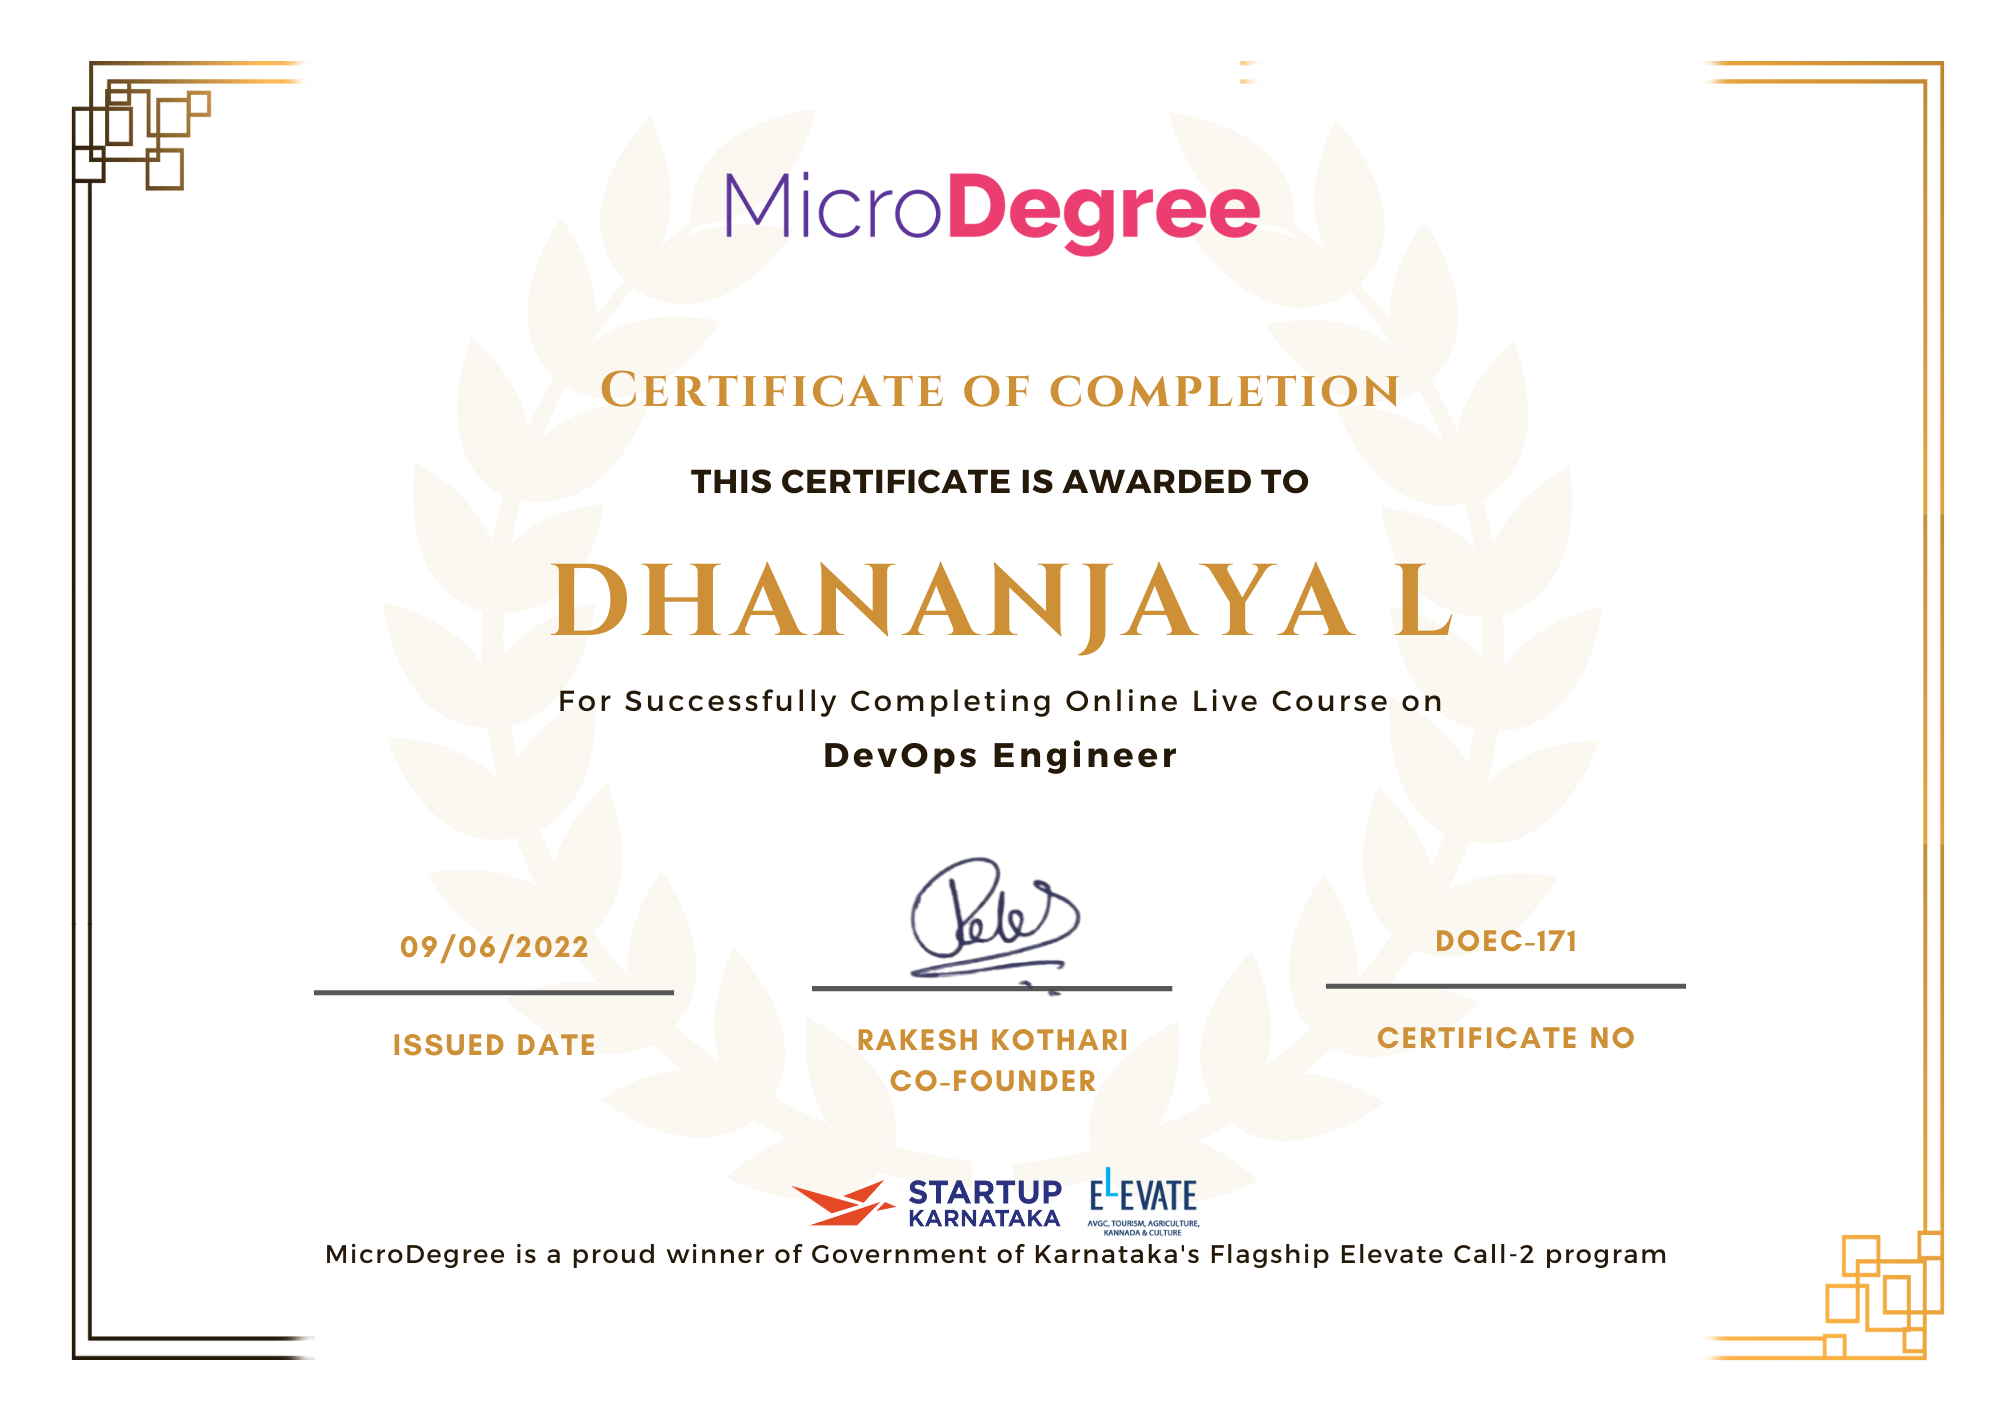 MicroDegree
CERTIFICATE OF COMPLETION
THIS CERTIFICATE IS AWARDED TO
DHANANJAYA L
For Successfully Completing Online Live Course on
DevOps Engineer
09/06/2022
DOEC-171
ISSUED DATE
RAKESH KOTHARI
CO-FOUNDER
CERTIFICATE NO
STARTUP
KARNATAKA
ELEVATE
AVGC, TOURISM, AGRICULTURE,
KANNADA & CULTURE
MicroDegree is a proud winner of Government of Karnataka's Flagship Elevate Call-2 program